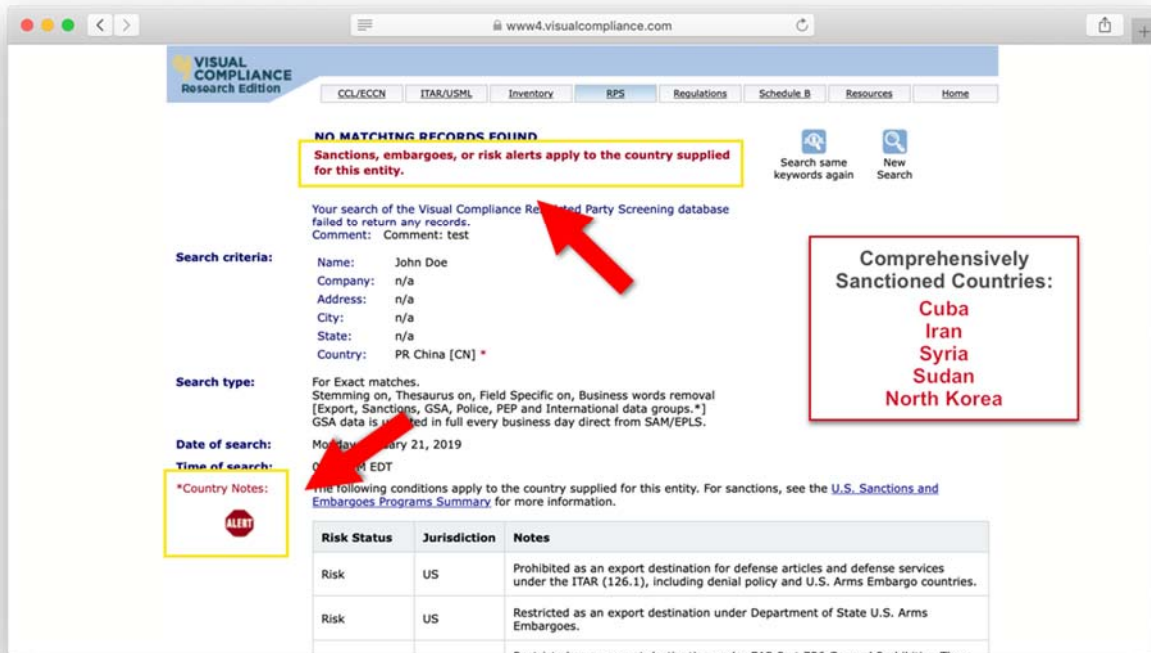 www4.visualcompliance.com
VISUAL
COMPLIANCE
Research Edition
CCL/ECCN ITAR/USML Inventory RPS Regulations Schedule B Resources Home
NO MATCHING RECORDS FOUND
Sanctions, embargoes, or risk alerts apply to the country supplied
for this entity.
Search same
keywords again
New
Search
Your search of the Visual Compliance Party Screening database
failed to return any records.
Comment: Comment: test
Search criteria:
Name: John Doe
Company: n/a
Address: n/a
City: n/a
State: n/a
Country: PR China [CN] *
Comprehensively
Sanctioned Countries:
Cuba
Iran
Syria
Sudan
North Korea
Search type:
For Exact matches.
Stemming on, Thesaurus on, Field Specific on, Business words removal
[Export, Sanctions, GSA, Police, PEP and International data groups.*]
GSA data is in full every business day direct from SAM/EPLS.
Date of search:
21, 2019
Time of search:
EDT
*Country Notes:
ALERT
The following conditions apply to the country supplied for this entity. For sanctions, see the U.S. Sanctions and
Embargoes Programs Summary for more information.
Risk Status Jurisdiction Notes
Risk US Prohibited as an export destination for defense articles and defense services
under the ITAR (126.1), including denial policy and U.S. Arms Embargo countries.
Risk US Restricted as an export destination under Department of State U.S. Arms
Embargoes.